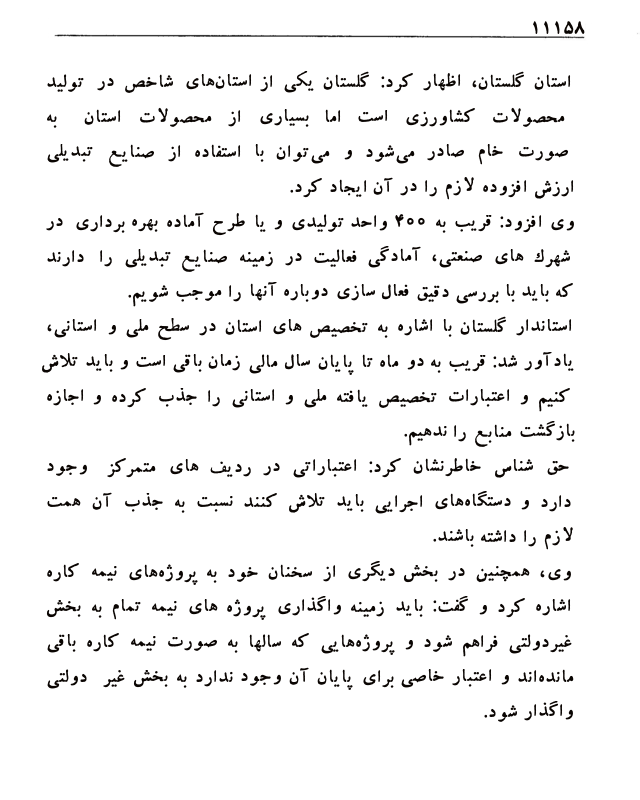 ۱۱۱۵۸
استان گلستان، اظهار کرد: گلستان یکی از استان‌های شاخص در تولید
محصولات کشاورزی است اما بسیاری از محصولات استان به
صورت خام صادر می‌شود و می‌توان با استفاده از صنایع تبدیلی
ارزش افزوده لازم را در آن ایجاد کرد.
وی افزود: قریب به ۴۰۰ واحد تولیدی و یا طرح آماده بهره برداری در
شهرك های صنعتی، آمادگی فعالیت در زمینه صنایع تبدیلی را دارند
که باید با بررسی دقیق فعال سازی دوباره آنها را موجب شویم.
استاندار گلستان با اشاره به تخصیص های استان در سطح ملی و استانی،
یادآور شد: قریب به دو ماه تا پایان سال مالی زمان باقی است و باید تلاش
کنیم و اعتبارات تخصیص یافته ملی و استانی را جذب کرده و اجازه
بازگشت منابع را ندهیم.
حق شناس خاطرنشان کرد: اعتباراتی در ردیف های متمرکز وجود
دارد و دستگاه‌های اجرایی باید تلاش کنند نسبت به جذب آن همت
لازم را داشته باشند.
وی، همچنین در بخش دیگری از سخنان خود به پروژه‌های نیمه کاره
اشاره کرد و گفت: باید زمینه واگذاری پروژه های نیمه تمام به بخش
غیردولتی فراهم شود و پروژه‌هایی که سالها به صورت نیمه کاره باقی
مانده‌اند و اعتبار خاصی برای پایان آن وجود ندارد به بخش غیر دولتی
واگذار شود.